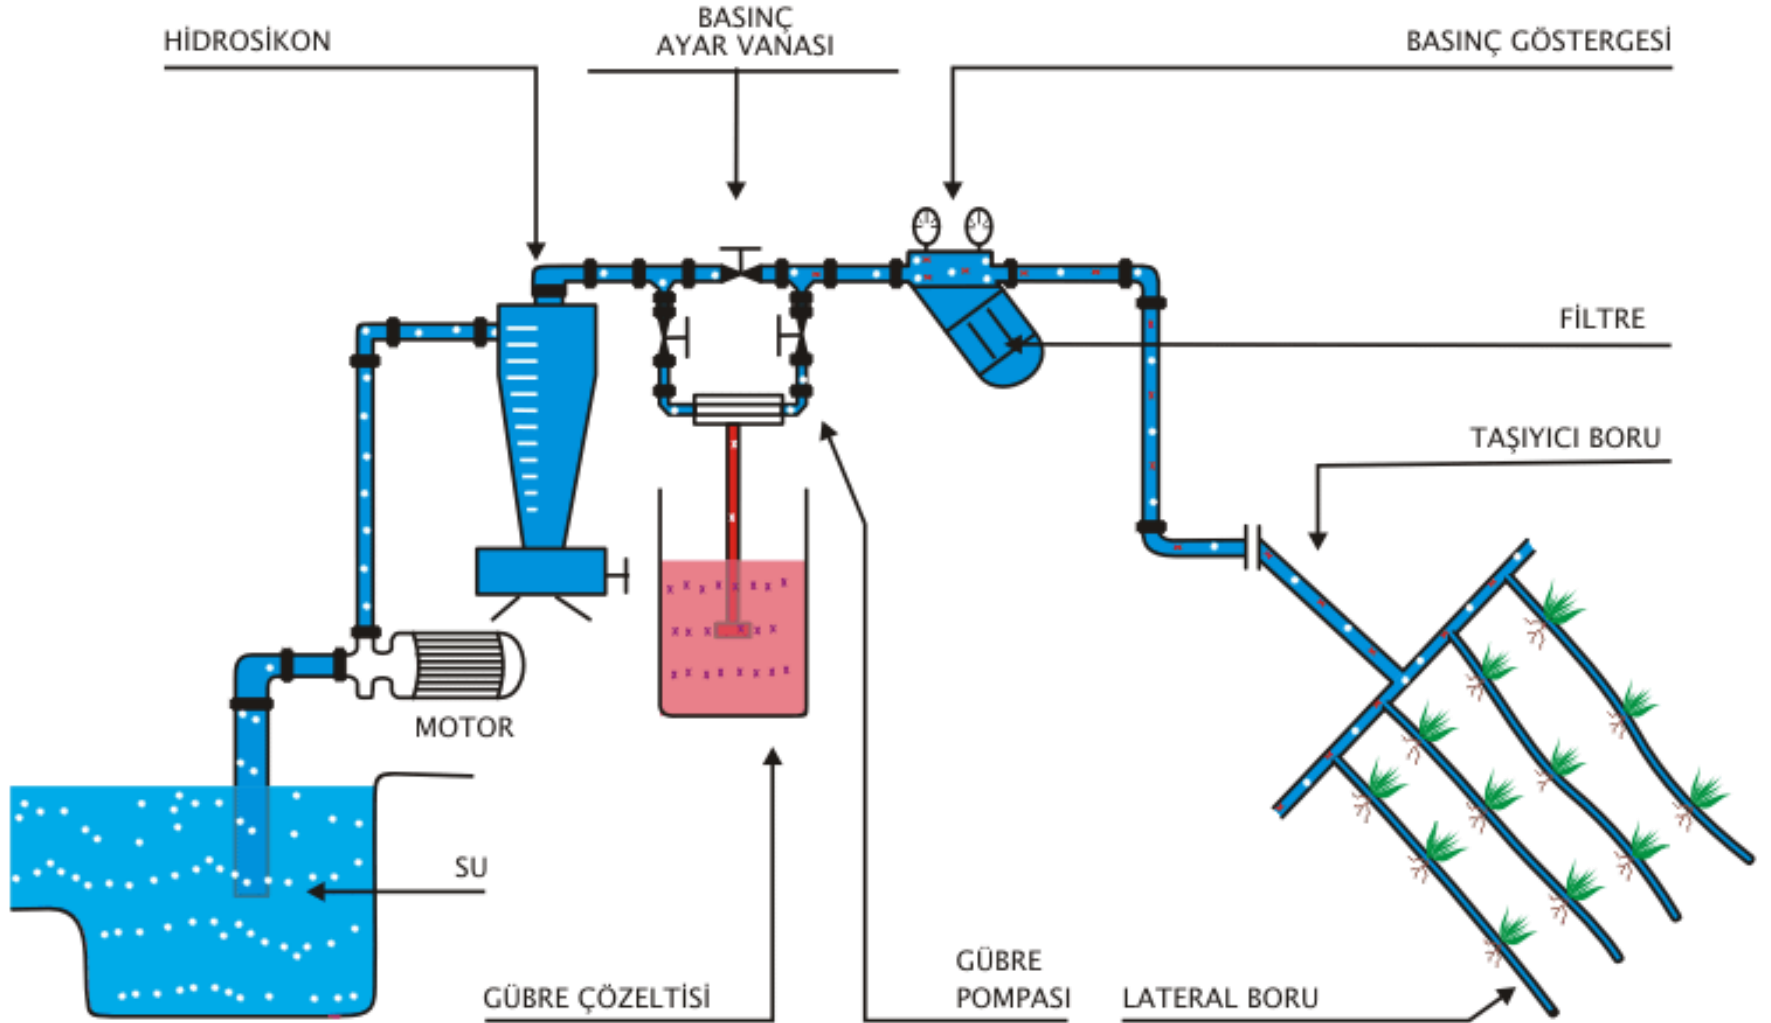 HİDROSİKON
BASINÇ
AYAR VANASI
BASINÇ GÖSTERGESİ
FİLTRE
TAŞIYICI BORU
MOTOR
SU
GÜBRE ÇÖZELTİSİ
GÜBRE
POMPASI
LATERAL BORU